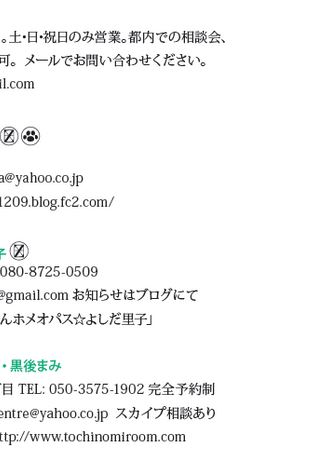 。土・日・祝日のみ営業。都内での相談会、
可。メールでお問い合わせください。
il.com
a@yahoo.co.jp
1209.blog.fc2.com/
子
080-8725-0509
@gmail.com お知らせはブログにて
んホメオパス☆よしだ里子」
・黒後まみ
目 TEL: 050-3575-1902 完全予約制
entre@yahoo.co.jp スカイプ相談あり
ttp://www.tochinomiroom.com